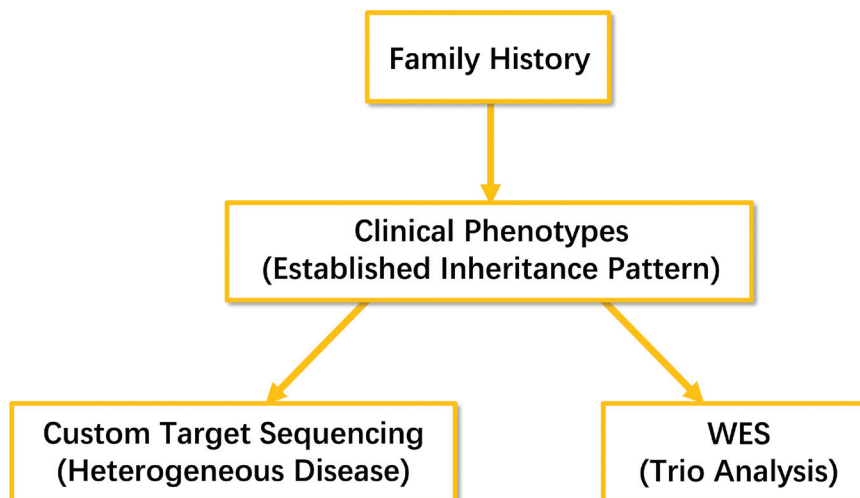 Family History
Clinical Phenotypes
(Established Inheritance Pattern)
Custom Target Sequencing
(Heterogeneous Disease)
WES
(Trio Analysis)